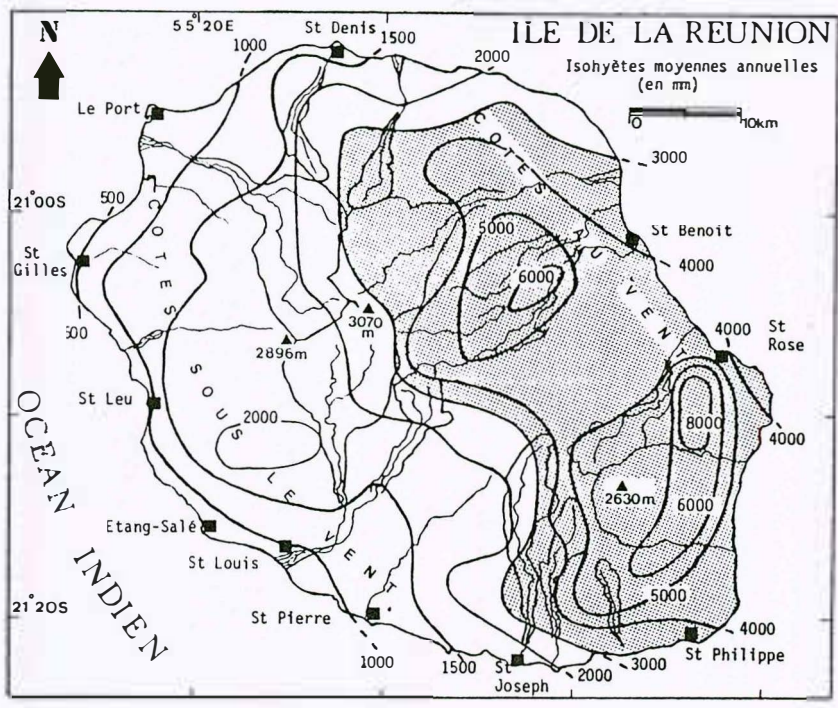 ILE DE LA REUNION
Isohyètes moyennes annuelles
(en mm)
0 10km
N
55°20E
St Denis
1000
1500
2000
Le Port
3000
21°00S
500
COTES AU VENT
5000
St Benoit
St
Gilles
6000
4000
COTES SOUS LE VENT
500
3070
m
2896m
4000
St
Rose
St Leu
2000
8000
4000
OCEAN INDIEN
2630m
6000
Etang-Salé
St Louis
5000
21°20S
St Pierre
4000
St Philippe
1000
1500
St
Joseph
2000
3000